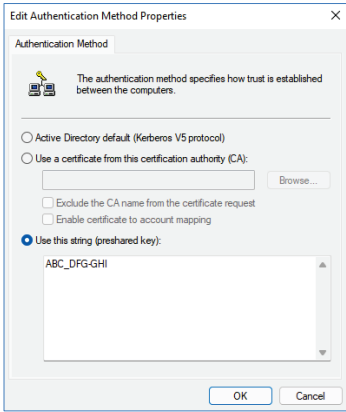 Edit Authentication Method Properties
Authentication Method
The authentication method specifies how trust is established
between the computers.
Active Directory default (Kerberos V5 protocol)
Use a certificate from this certification authority (CA):
Browse...
Exclude the CA name from the certificate request
Enable certificate to account mapping
Use this string (preshared key):
ABC_DFG-GHI
OK Cancel